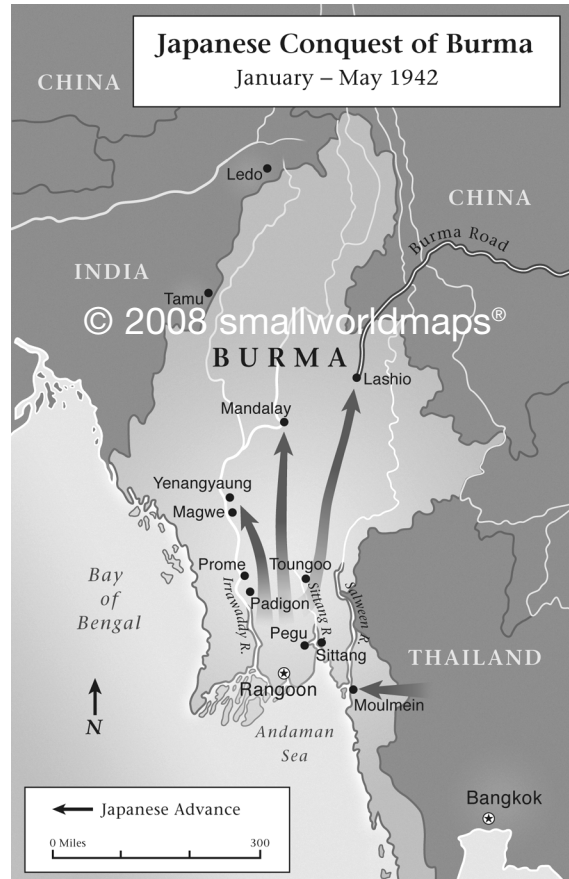 Japanese Conquest of Burma
January – May 1942
CHINA
Ledo
CHINA
Burma Road
INDIA
Tamu
© 2008 smallworldmaps®
BURMA
Lashio
Mandalay
Yenangyaung
Magwe
Prome
Toungoo
Padigon
Irrawaddy R.
Sittang R.
Salween R.
Bay
of
Bengal
Pegu
Sittang
THAILAND
Rangoon
Moulmein
N
Andaman
Sea
Bangkok
Japanese Advance
0 Miles 300